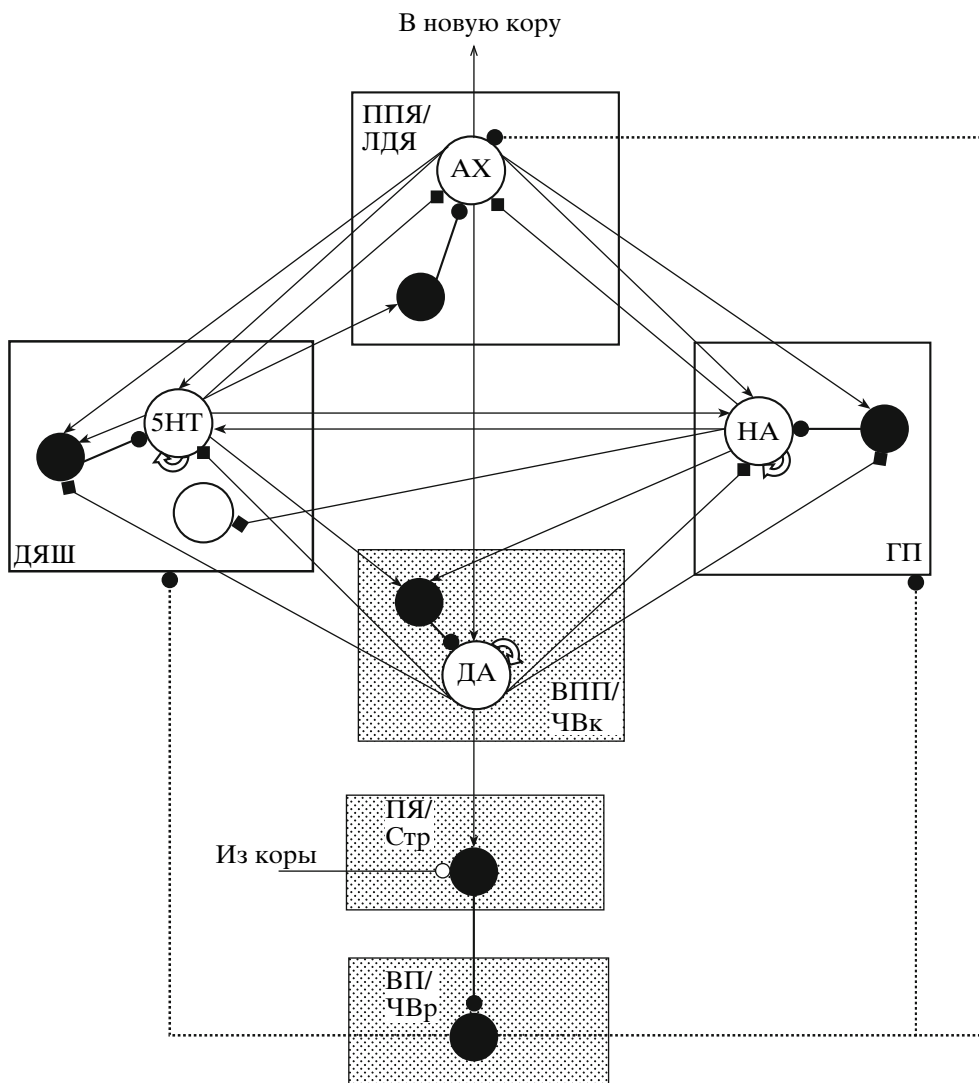 В новую кору
ППЯ/
ЛДЯ
АХ
5НТ
НА
ДЯШ
ГП
ДА
ВПП/
ЧВк
ПЯ/
Стр
Из коры
ВП/
ЧВр